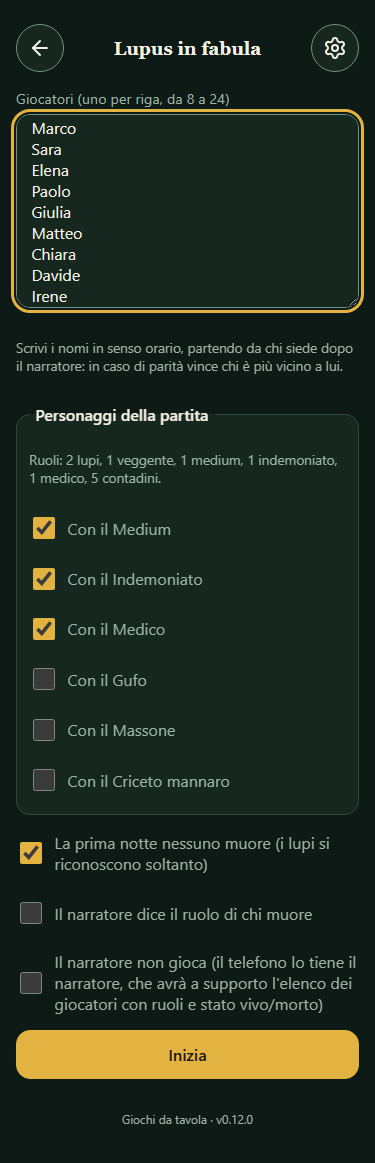 Lupus in fabula
Giocatori (uno per riga, da 8 a 24)
Marco
Sara
Elena
Paolo
Giulia
Matteo
Chiara
Davide
Irene
Scrivi i nomi in senso orario, partendo da chi siede dopo
il narratore: in caso di parità vince chi è più vicino a lui.
Personaggi della partita
Ruoli: 2 lupi, 1 veggente, 1 medium, 1 indemoniato,
1 medico, 5 contadini.
Con il Medium
Con il Indemoniato
Con il Medico
Con il Gufo
Con il Massone
Con il Criceto mannaro
La prima notte nessuno muore (i lupi si
riconoscono soltanto)
Il narratore dice il ruolo di chi muore
Il narratore non gioca (il telefono lo tiene il
narratore, che avrà a supporto l'elenco dei
giocatori con ruoli e stato vivo/morto)
Inizia
Giochi da tavola · v0.12.0